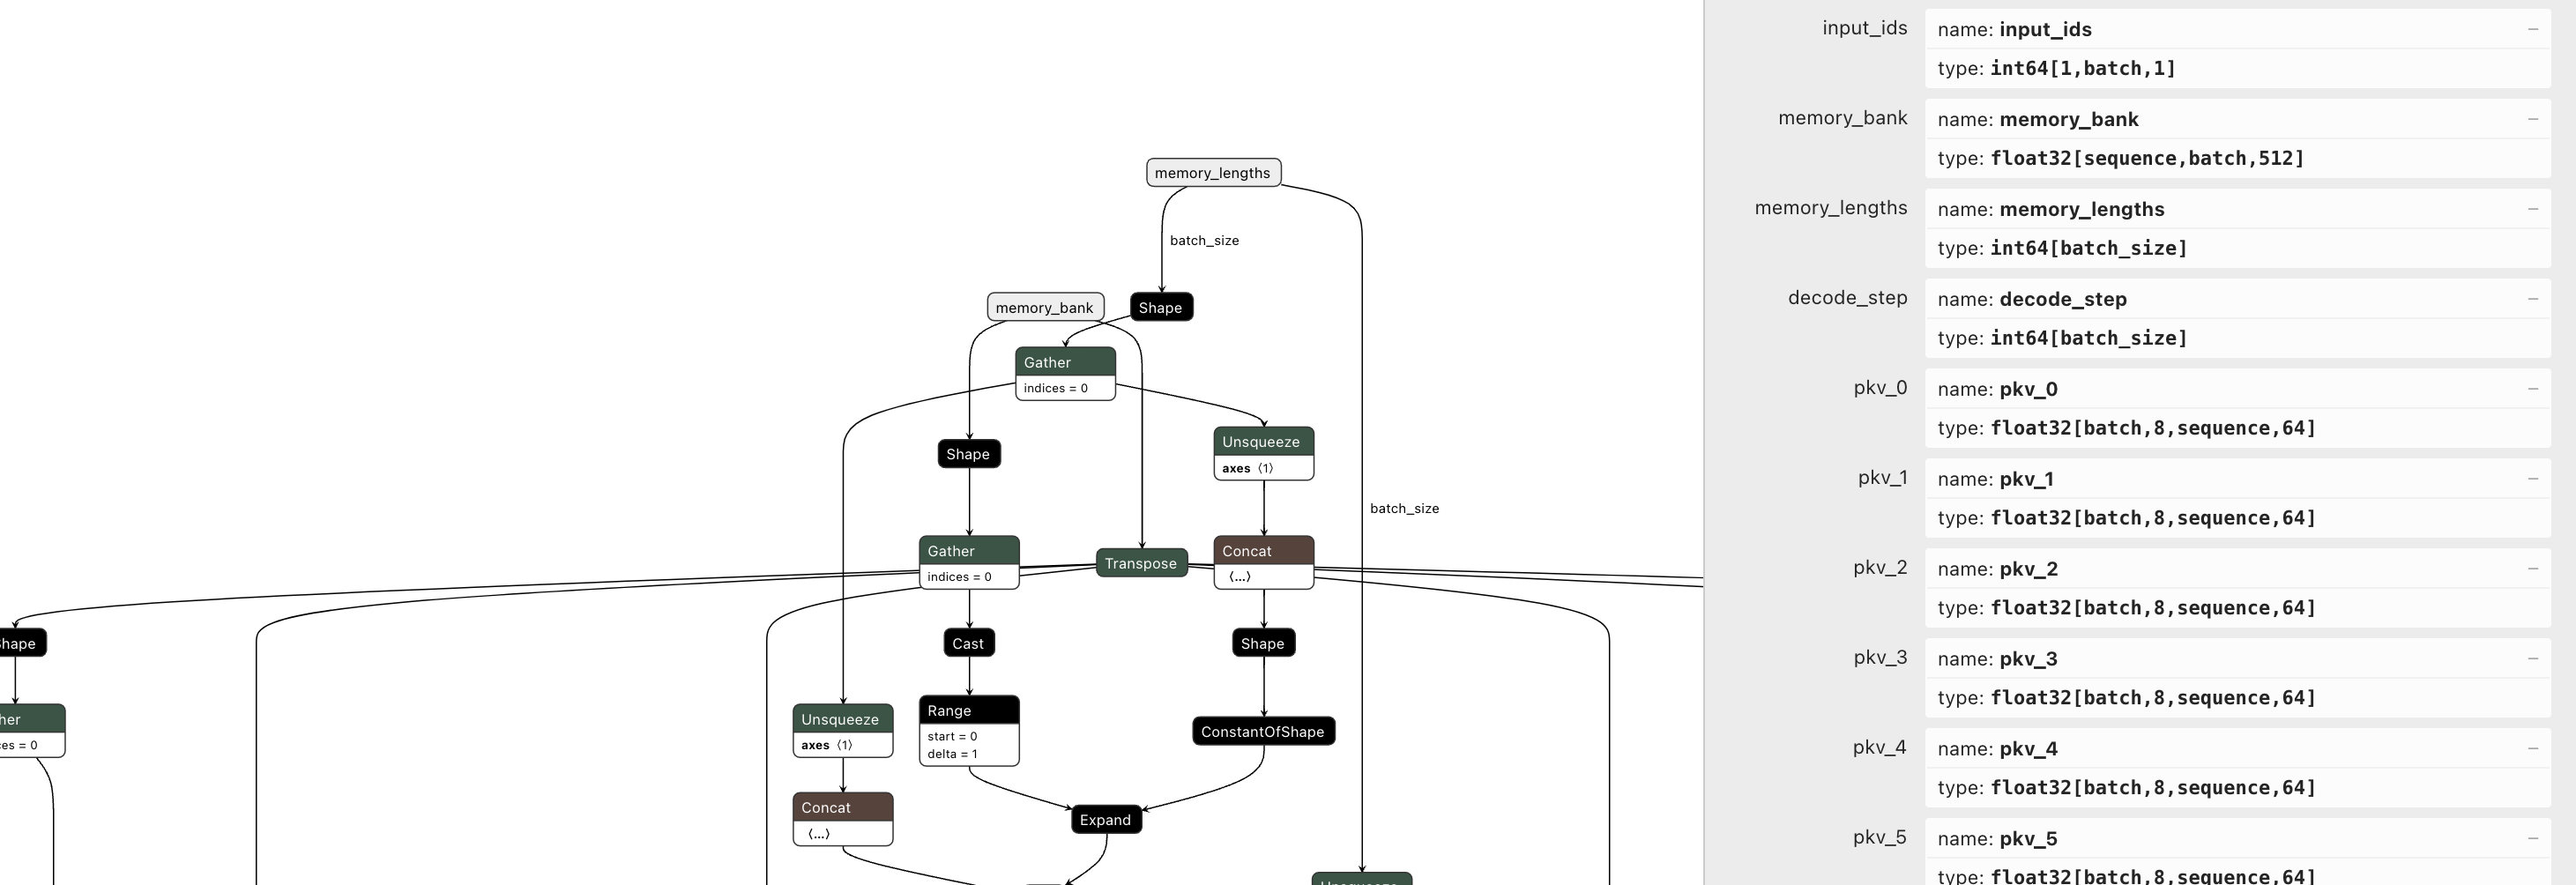 memory_lengths
batch_size
memory_bank
Shape
Gather
indices = 0
Unsqueeze
axes ⟨1⟩
Shape
batch_size
Gather
indices = 0
Transpose
Concat
⟨…⟩
Cast
Shape
Unsqueeze
axes ⟨1⟩
Range
start = 0
delta = 1
ConstantOfShape
Concat
⟨…⟩
Expand
input_ids
name: input_ids
type: int64[1,batch,1]
memory_bank
name: memory_bank
type: float32[sequence,batch,512]
memory_lengths
name: memory_lengths
type: int64[batch_size]
decode_step
name: decode_step
type: int64[batch_size]
pkv_0
name: pkv_0
type: float32[batch,8,sequence,64]
pkv_1
name: pkv_1
type: float32[batch,8,sequence,64]
pkv_2
name: pkv_2
type: float32[batch,8,sequence,64]
pkv_3
name: pkv_3
type: float32[batch,8,sequence,64]
pkv_4
name: pkv_4
type: float32[batch,8,sequence,64]
pkv_5
name: pkv_5
type: float32[batch,8,sequence,64]